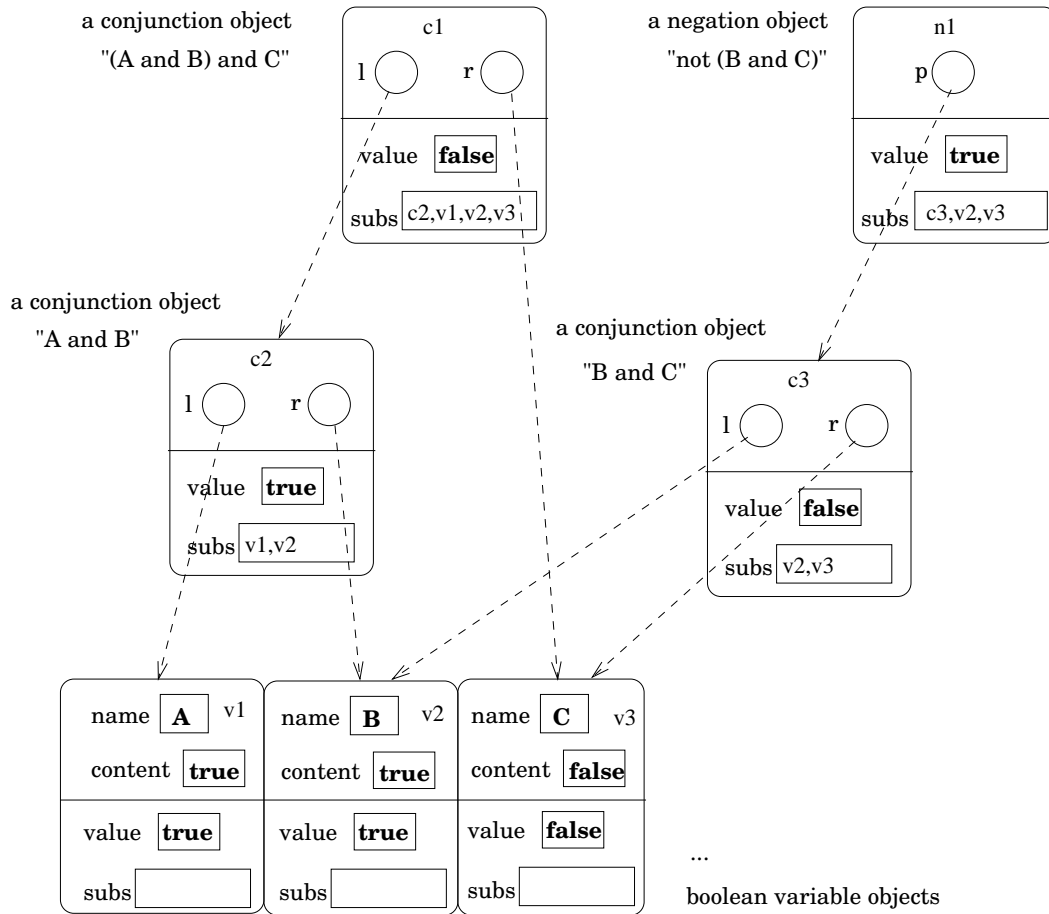 a conjunction object
"(A and B) and C"
c1
l
r
value false
subs c2,v1,v2,v3
a negation object
"not (B and C)"
n1
p
value true
subs c3,v2,v3
a conjunction object
"A and B"
c2
l
r
value true
subs v1,v2
a conjunction object
"B and C"
c3
l
r
value false
subs v2,v3
name A v1
content true
value true
subs
name B v2
content true
value true
subs
name C v3
content false
value false
subs
...
boolean variable objects